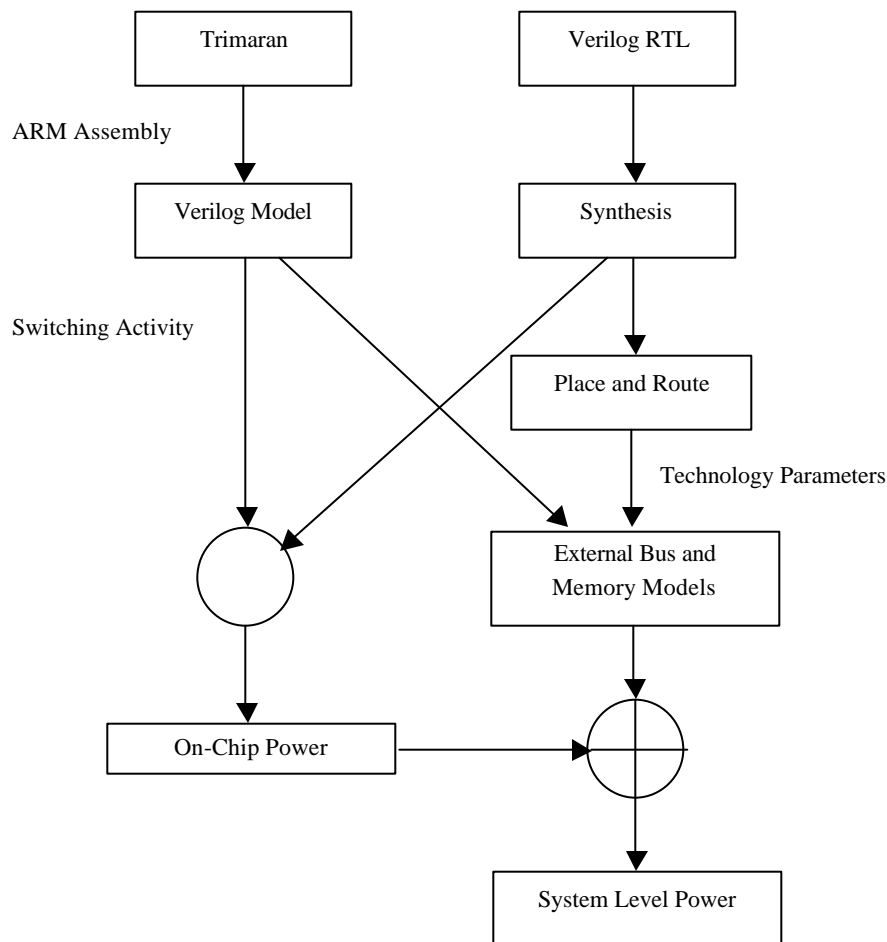 Trimaran
Verilog RTL
ARM Assembly
Verilog Model
Synthesis
Switching Activity
Place and Route
Technology Parameters
External Bus and
Memory Models
On-Chip Power
System Level Power